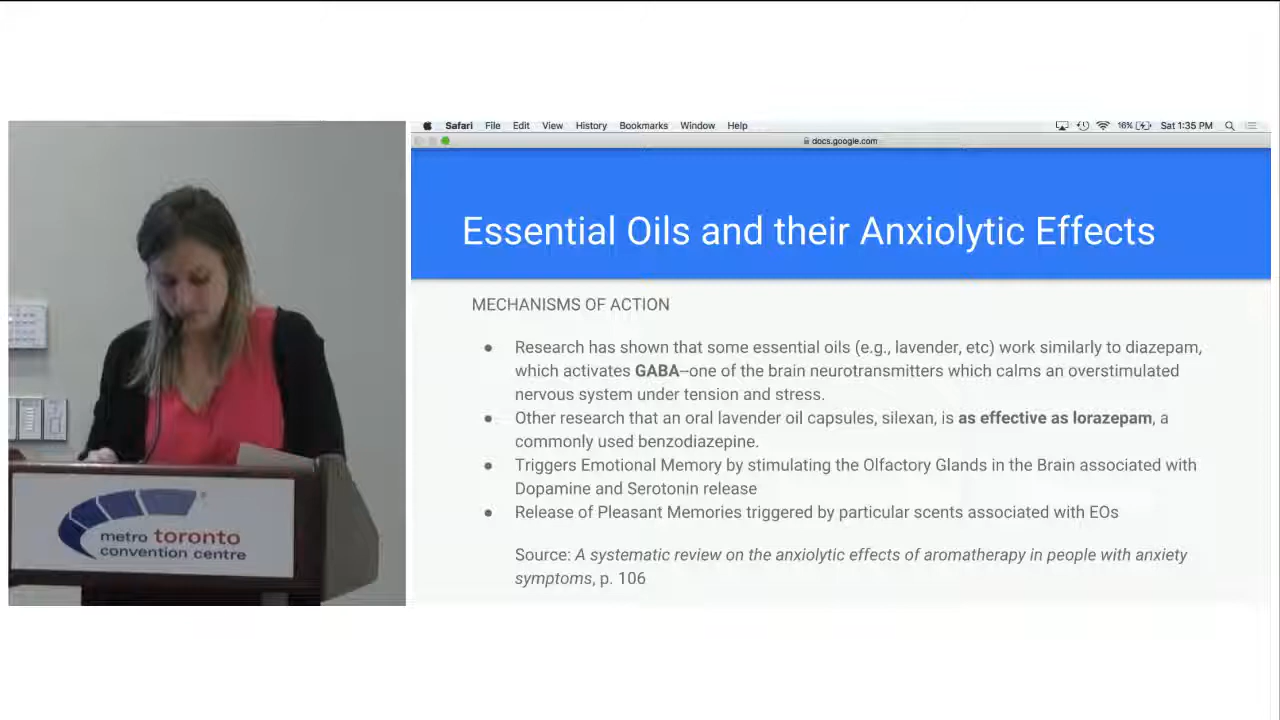 Safari File Edit View History Bookmarks Window Help 16% Sat 1:35 PM
docs.google.com
Essential Oils and their Anxiolytic Effects
MECHANISMS OF ACTION
● Research has shown that some essential oils (e.g., lavender, etc) work similarly to diazepam,
which activates GABA–one of the brain neurotransmitters which calms an overstimulated
nervous system under tension and stress.
● Other research that an oral lavender oil capsules, silexan, is as effective as lorazepam, a
commonly used benzodiazepine.
● Triggers Emotional Memory by stimulating the Olfactory Glands in the Brain associated with
Dopamine and Serotonin release
● Release of Pleasant Memories triggered by particular scents associated with EOs
Source: A systematic review on the anxiolytic effects of aromatherapy in people with anxiety
symptoms, p. 106
metro toronto
convention centre